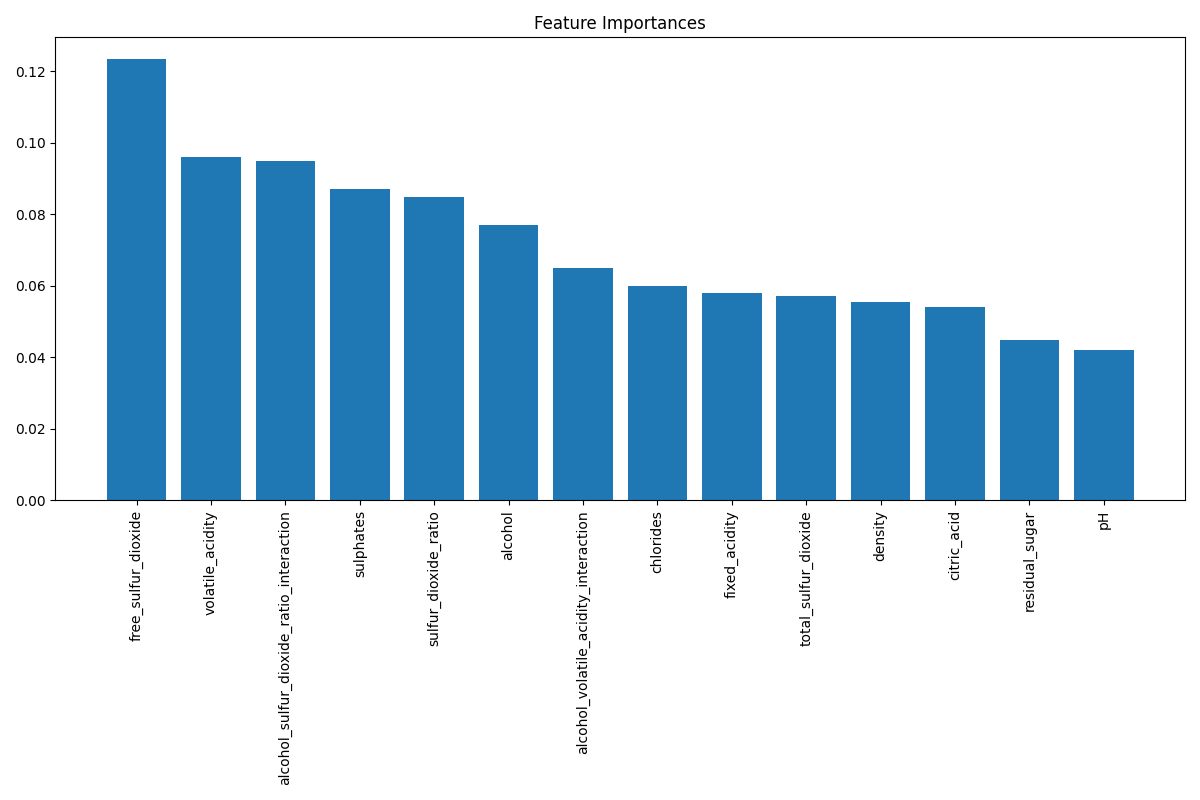 Feature Importances
0.12
0.10
0.08
0.06
0.04
0.02
0.00
free_sulfur_dioxide
volatile_acidity
alcohol_sulfur_dioxide_ratio_interaction
sulphates
sulfur_dioxide_ratio
alcohol
alcohol_volatile_acidity_interaction
chlorides
fixed_acidity
total_sulfur_dioxide
density
citric_acid
residual_sugar
pH